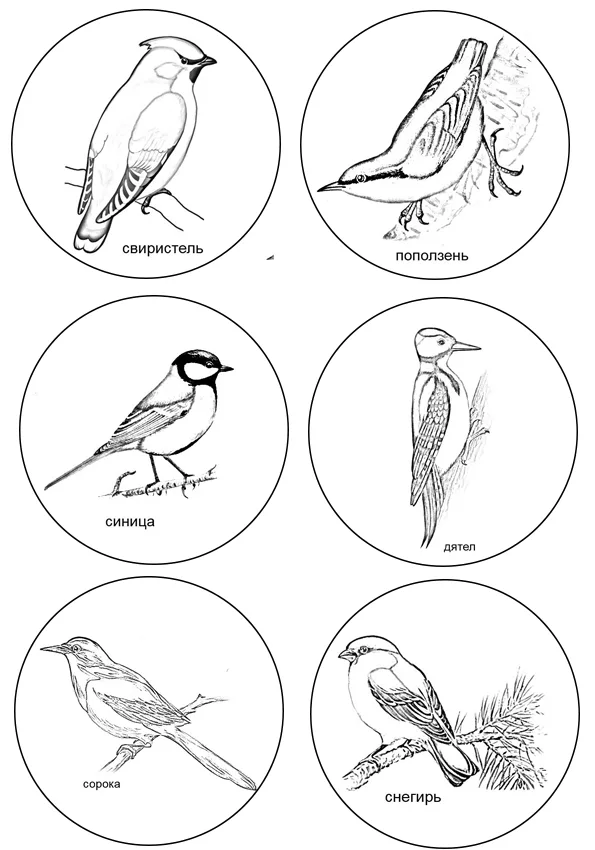 свиристель
поползень
синица
дятел
сорока
снегирь